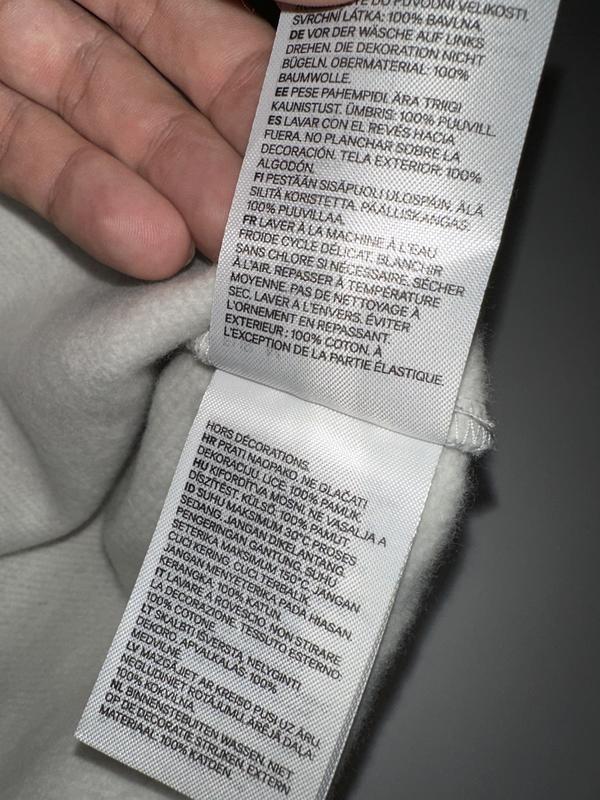 DO PŮVODNÍ VELIKOSTI.
SVRCHNÍ LÁTKA: 100% BAVLNA.
DE VOR DER WÄSCHE AUF LINKS
DREHEN. DIE DEKORATION NICHT
BÜGELN. OBERMATERIAL: 100%
BAUMWOLLE.
EE PESE PAHEMPIDI. ÄRA TRIIGI
KAUNISTUST. ÜMBRIS: 100% PUUVILL.
ES LAVAR CON EL REVÉS HACIA
FUERA. NO PLANCHAR SOBRE LA
DECORACIÓN. TELA EXTERIOR: 100%
ALGODÓN.
FI PESTÄÄN SISÄPUOLI ULOSPÄIN. ÄLÄ
SILITÄ KORISTETTA. PÄÄLLISKANGAS:
100% PUUVILLAA.
FR LAVER À LA MACHINE À L'EAU
FROIDE CYCLE DÉLICAT. BLANCHIR
SANS CHLORE SI NÉCESSAIRE. SÉCHER
À L'AIR. REPASSER À TEMPÉRATURE
MOYENNE. PAS DE NETTOYAGE À
SEC. LAVER À L'ENVERS. ÉVITER
L'ORNEMENT EN REPASSANT.
EXTERIEUR : 100% COTON, À
L'EXCEPTION DE LA PARTIE ÉLASTIQUE.
HORS DÉCORATIONS.
HR PRATI NAOPAKO. NE GLAČATI
DEKORACIJU. LICE: 100% PAMUK.
HU KIFORDÍTVA MOSNI. NE VASALJA A
DÍSZÍTÉST. KÜLSŐ: 100% PAMUT.
ID SUHU MAKSIMUM 30°C PROSES
SEDANG. JANGAN DIKELANTANG.
PENGERINGAN GANTUNG. SUHU
SETERIKA MAKSIMUM 150°C. JANGAN
CUCI KERING. CUCI TERBALIK.
JANGAN MENYETERIKA PADA HIASAN.
KERANGKA: 100% KATUN.
IT LAVARE A ROVESCIO. NON STIRARE
LA DECORAZIONE. TESSUTO ESTERNO:
100% COTONE.
LT SKALBTI IŠVERSTĄ. NELYGINTI
DEKORO. APVALKALAS: 100%
MEDVILNĖ.
LV MAZGĀJIET AR KREISO PUSI UZ ĀRU.
NEGLUDINIET ROTĀJUMU. ĀRĒJĀ DAĻA:
100% KOKVILNA.
NL BINNENSTEBUITEN WASSEN. NIET
OP DE DECORATIE STRIJKEN. EXTERN
MATERIAAL: 100% KATOEN.